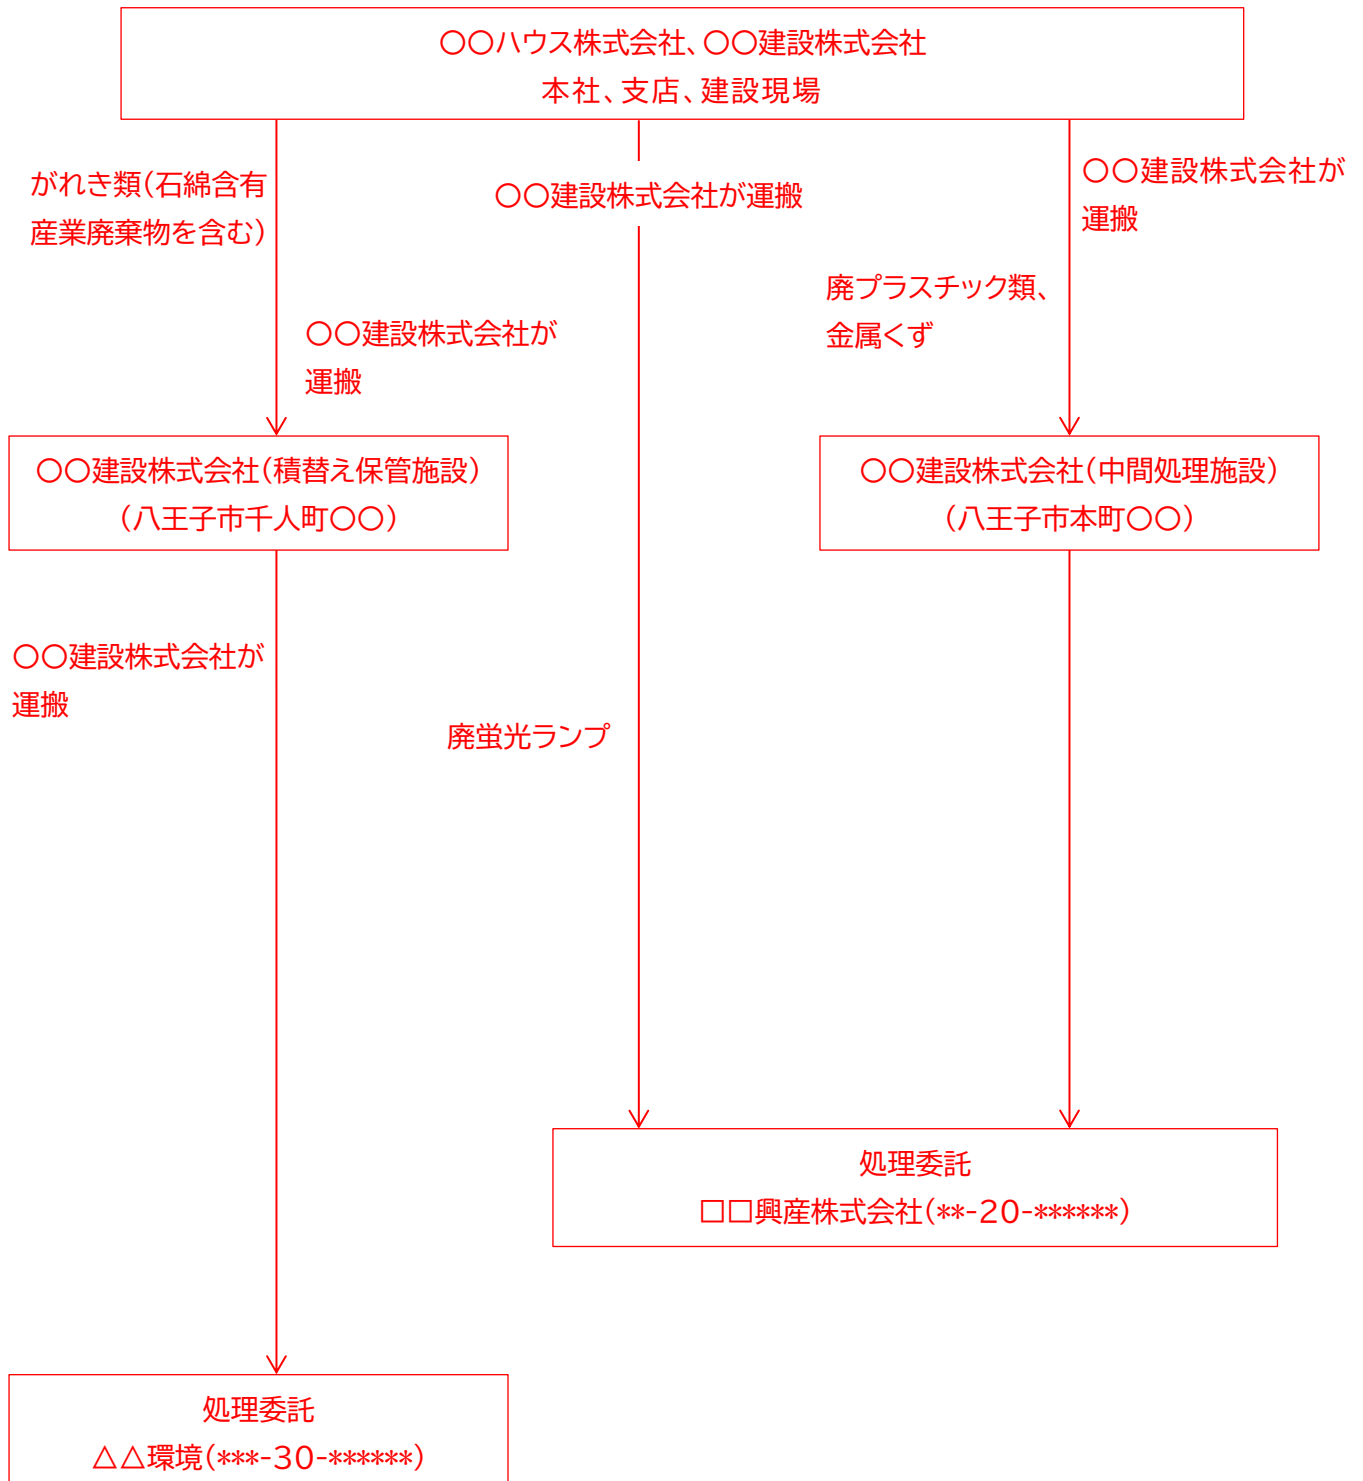 〇〇ハウス株式会社、〇〇建設株式会社
本社、支店、建設現場
がれき類(石綿含有
産業廃棄物を含む)
〇〇建設株式会社が運搬
〇〇建設株式会社が
運搬
廃プラスチック類、
金属くず
〇〇建設株式会社が
運搬
〇〇建設株式会社(積替え保管施設)
(八王子市千人町〇〇)
〇〇建設株式会社(中間処理施設)
(八王子市本町〇〇)
〇〇建設株式会社が
運搬
廃蛍光ランプ
処理委託
□□興産株式会社(**-20-******)
処理委託
△△環境(***-30-******)